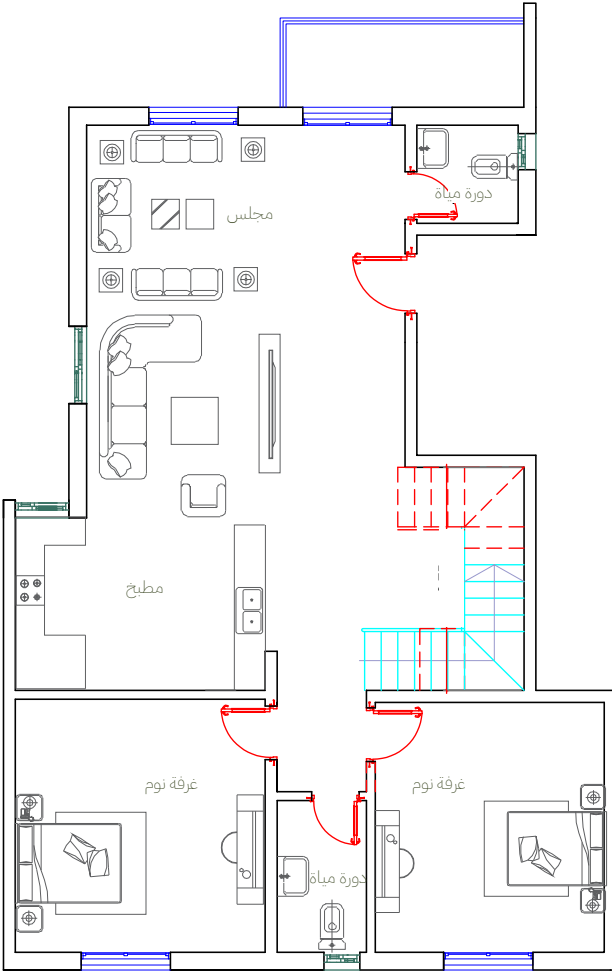 دورة مياة
مجلس
مطبخ
غرفة نوم
غرفة نوم
دورة مياة